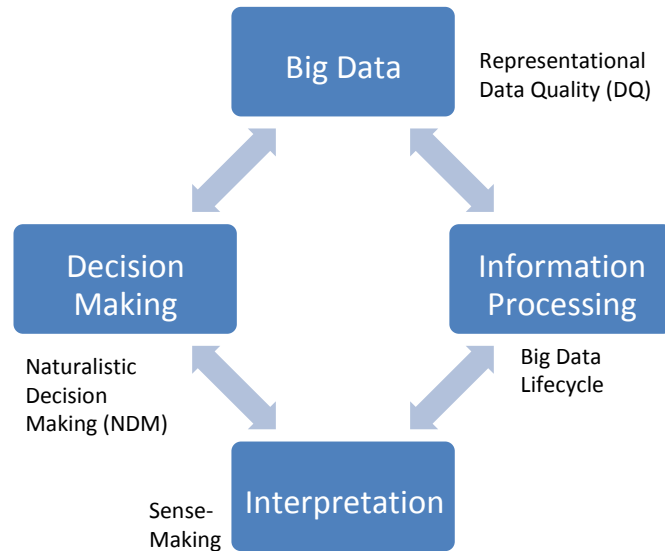 Big Data
Representational
Data Quality (DQ)
Decision
Making
Information
Processing
Naturalistic
Decision
Making (NDM)
Big Data
Lifecycle
Interpretation
Sense-
Making